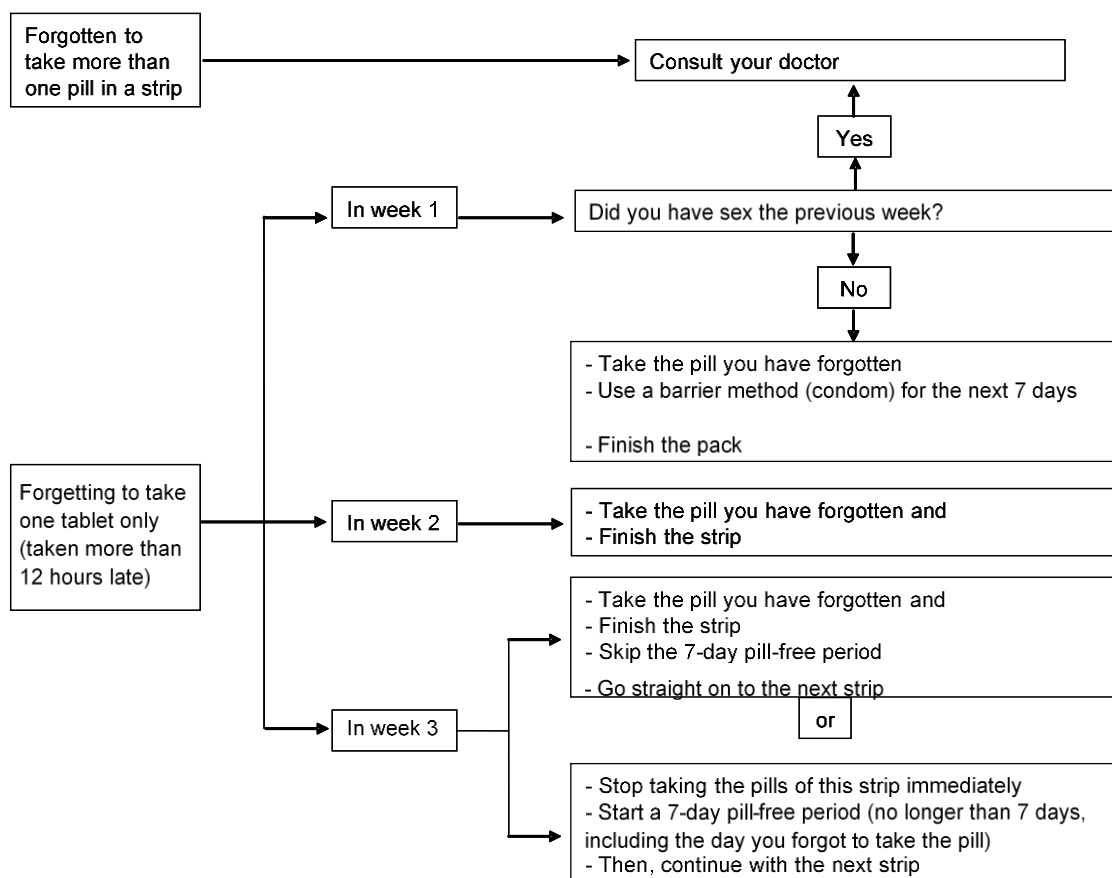 Forgotten to
take more than
one pill in a strip
Consult your doctor
Yes
In week 1
Did you have sex the previous week?
No
- Take the pill you have forgotten
- Use a barrier method (condom) for the next 7 days
- Finish the pack
Forgetting to take
one tablet only
(taken more than
12 hours late)
In week 2
- Take the pill you have forgotten and
- Finish the strip
- Take the pill you have forgotten and
- Finish the strip
- Skip the 7-day pill-free period
- Go straight on to the next strip
In week 3
or
- Stop taking the pills of this strip immediately
- Start a 7-day pill-free period (no longer than 7 days,
including the day you forgot to take the pill)
- Then, continue with the next strip